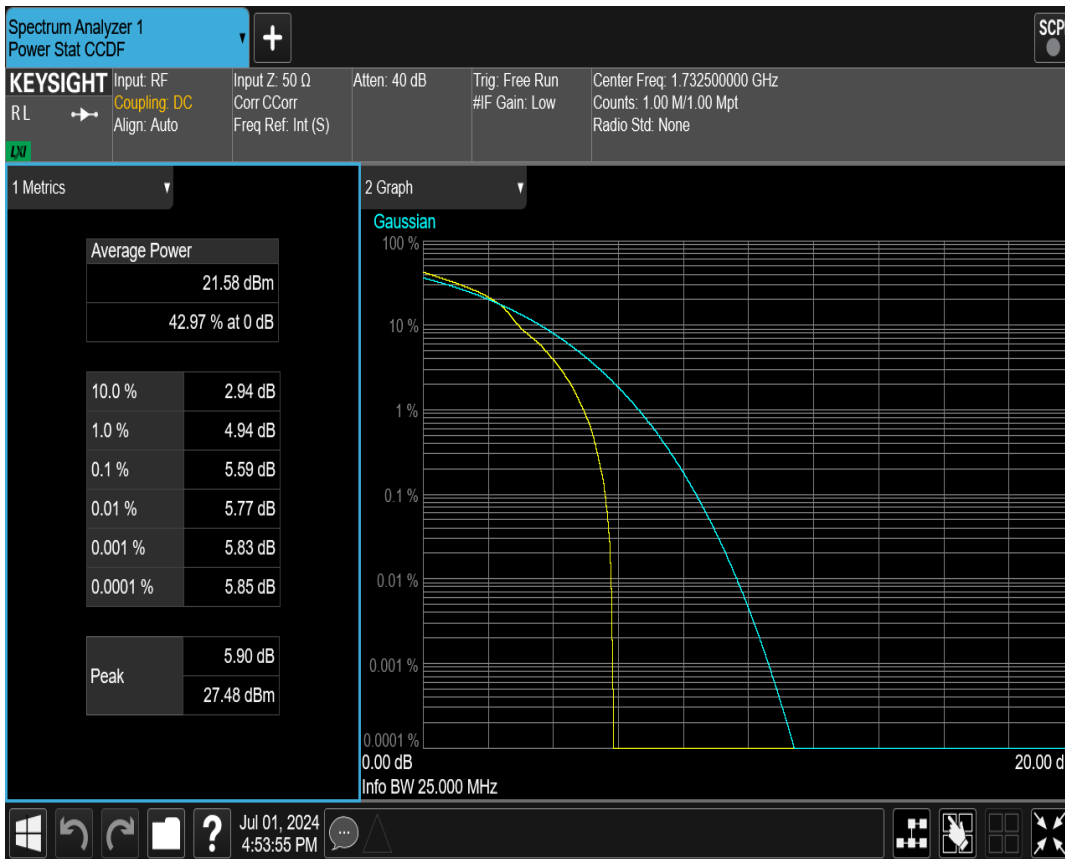 Spectrum Analyzer 1
Power Stat CCDF
+
SCP
KEYSIGHT
RL
LXI
Input: RF
Coupling: DC
Align: Auto
Input Z: 50 Ω
Corr CCorr
Freq Ref: Int (S)
Atten: 40 dB
Trig: Free Run
#IF Gain: Low
Center Freq: 1.732500000 GHz
Counts: 1.00 M/1.00 Mpt
Radio Std: None
1 Metrics
Average Power
21.58 dBm
42.97 % at 0 dB
10.0 % 2.94 dB
1.0 % 4.94 dB
0.1 % 5.59 dB
0.01 % 5.77 dB
0.001 % 5.83 dB
0.0001 % 5.85 dB
Peak
5.90 dB
27.48 dBm
2 Graph
Gaussian
100 %
10 %
1 %
0.1 %
0.01 %
0.001 %
0.0001 %
0.00 dB
20.00 d
Info BW 25.000 MHz
?
Jul 01, 2024
4:53:55 PM